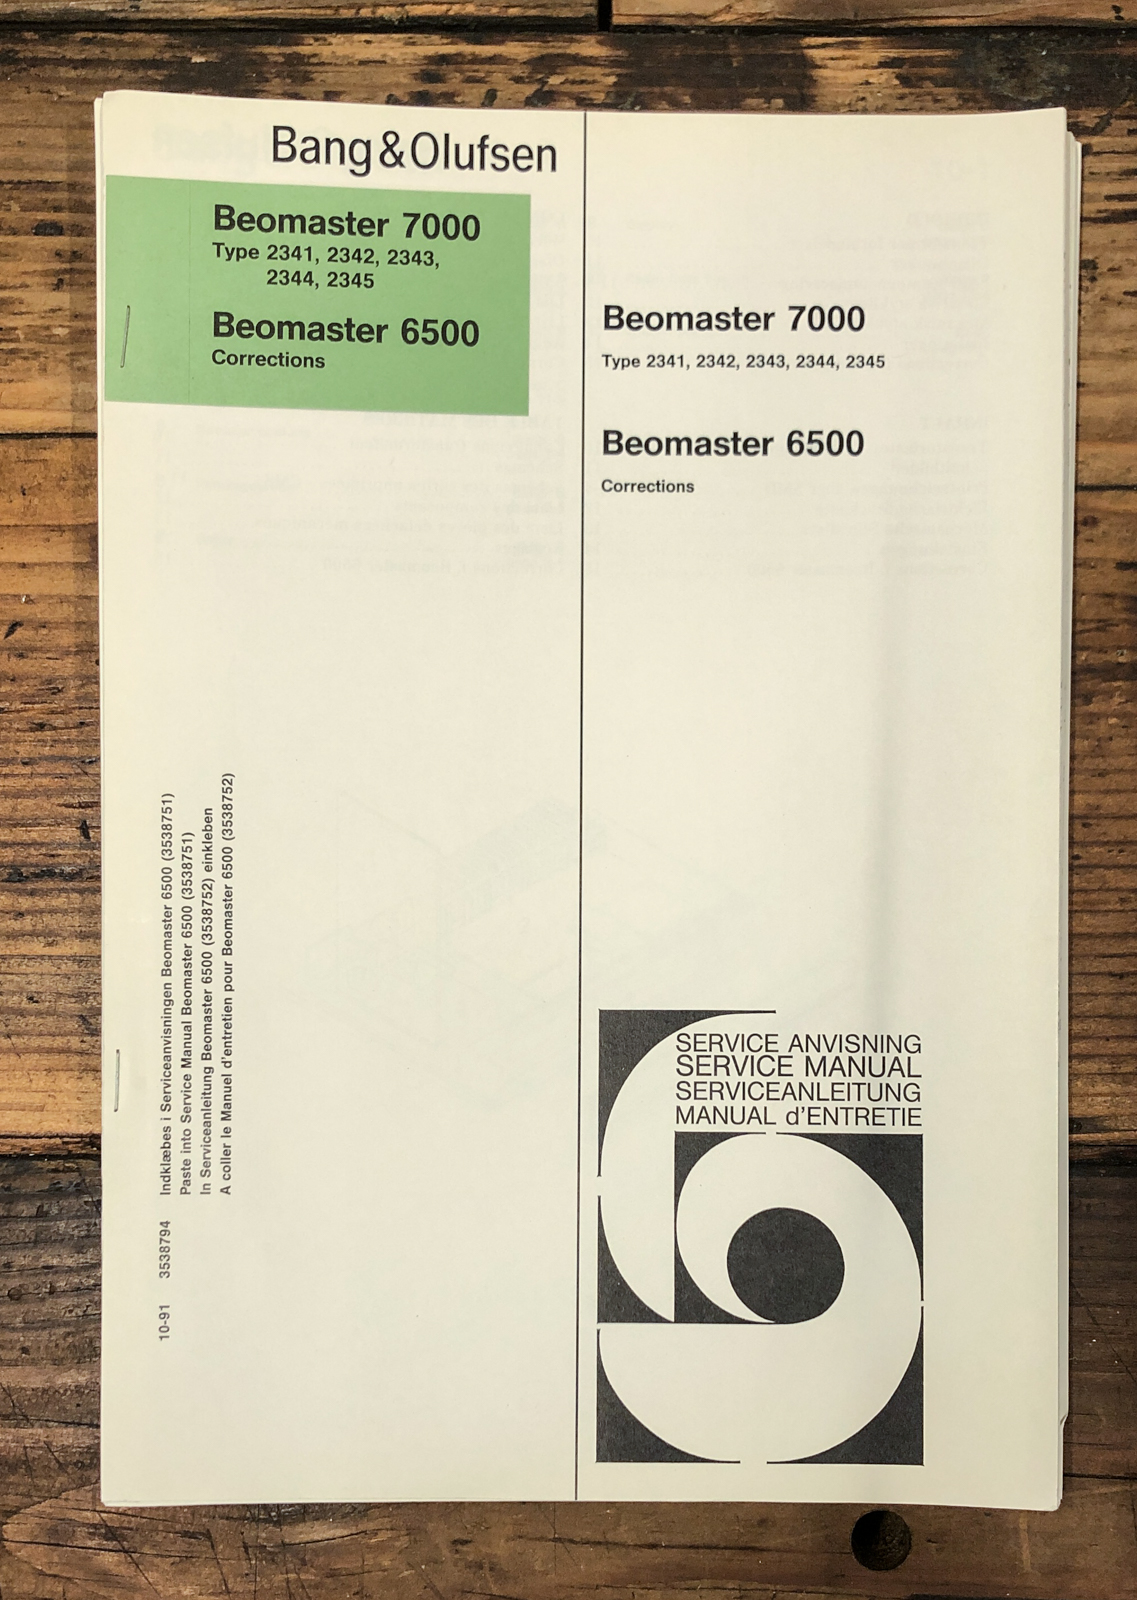 Bang&Olufsen
Beomaster 7000
Type 2341, 2342, 2343,
2344, 2345
Beomaster 6500
Corrections
Beomaster 7000
Type 2341, 2342, 2343, 2344, 2345
Beomaster 6500
Corrections
10-91 3538794 Indklæbes i Serviceanvisningen Beomaster 6500 (3538751)
Paste into Service Manual Beomaster 6500 (3538751)
In Serviceanleitung Beomaster 6500 (3538752) einkleben
A coller le Manuel d'entretien pour Beomaster 6500 (3538752)
SERVICE ANVISNING
SERVICE MANUAL
SERVICEANLEITUNG
MANUAL d'ENTRETIE